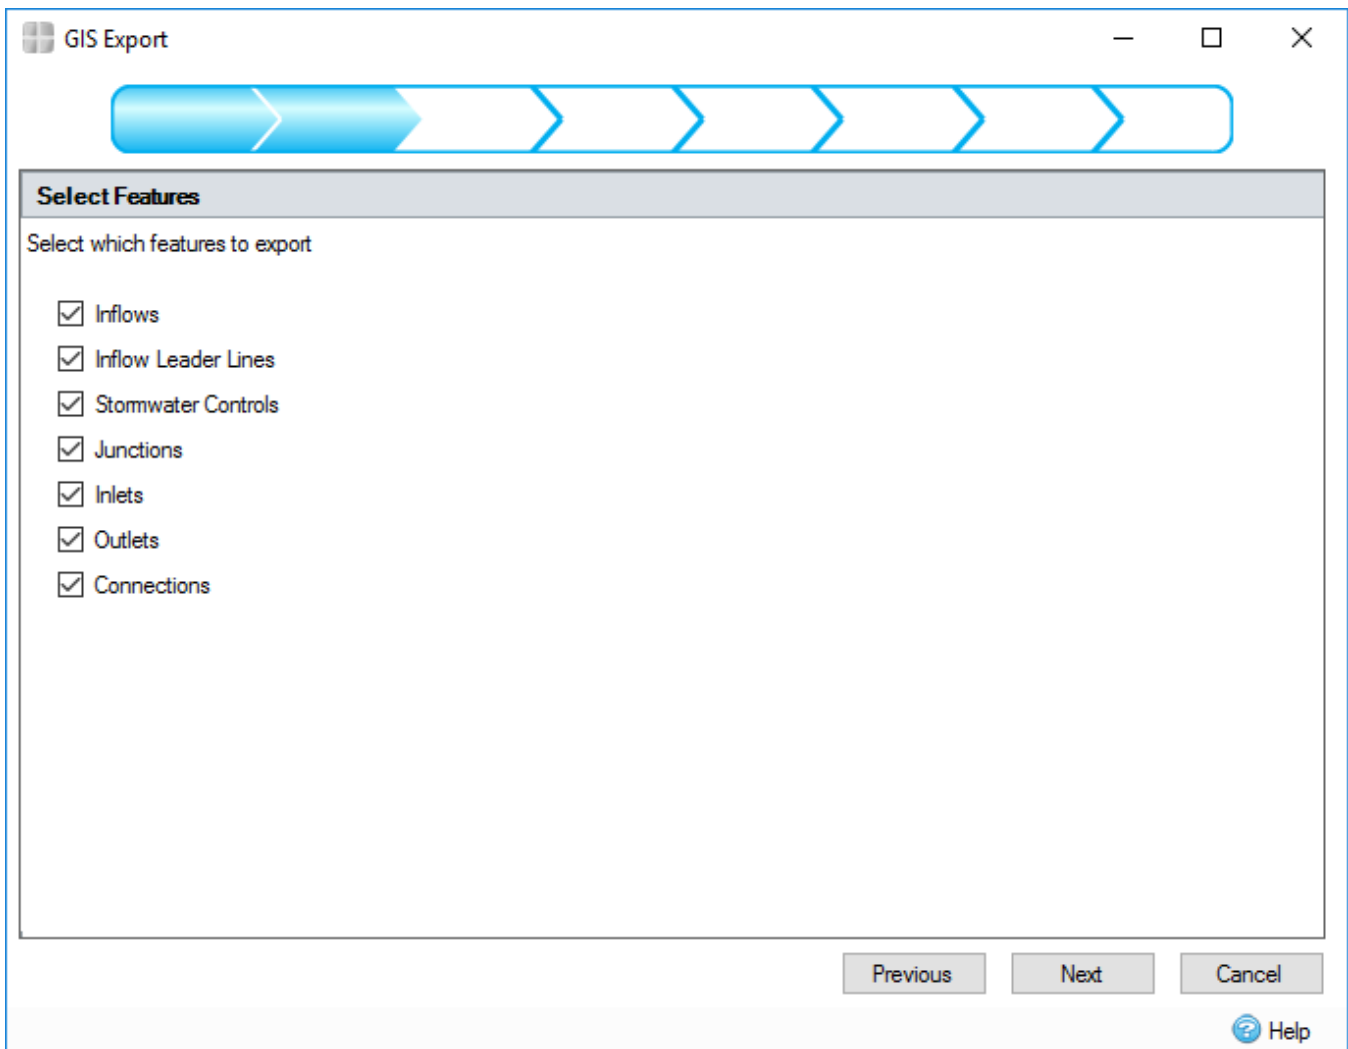 GIS Export
Select Features
Select which features to export
Inflows
Inflow Leader Lines
Stormwater Controls
Junctions
Inlets
Outlets
Connections
Previous Next Cancel
Help